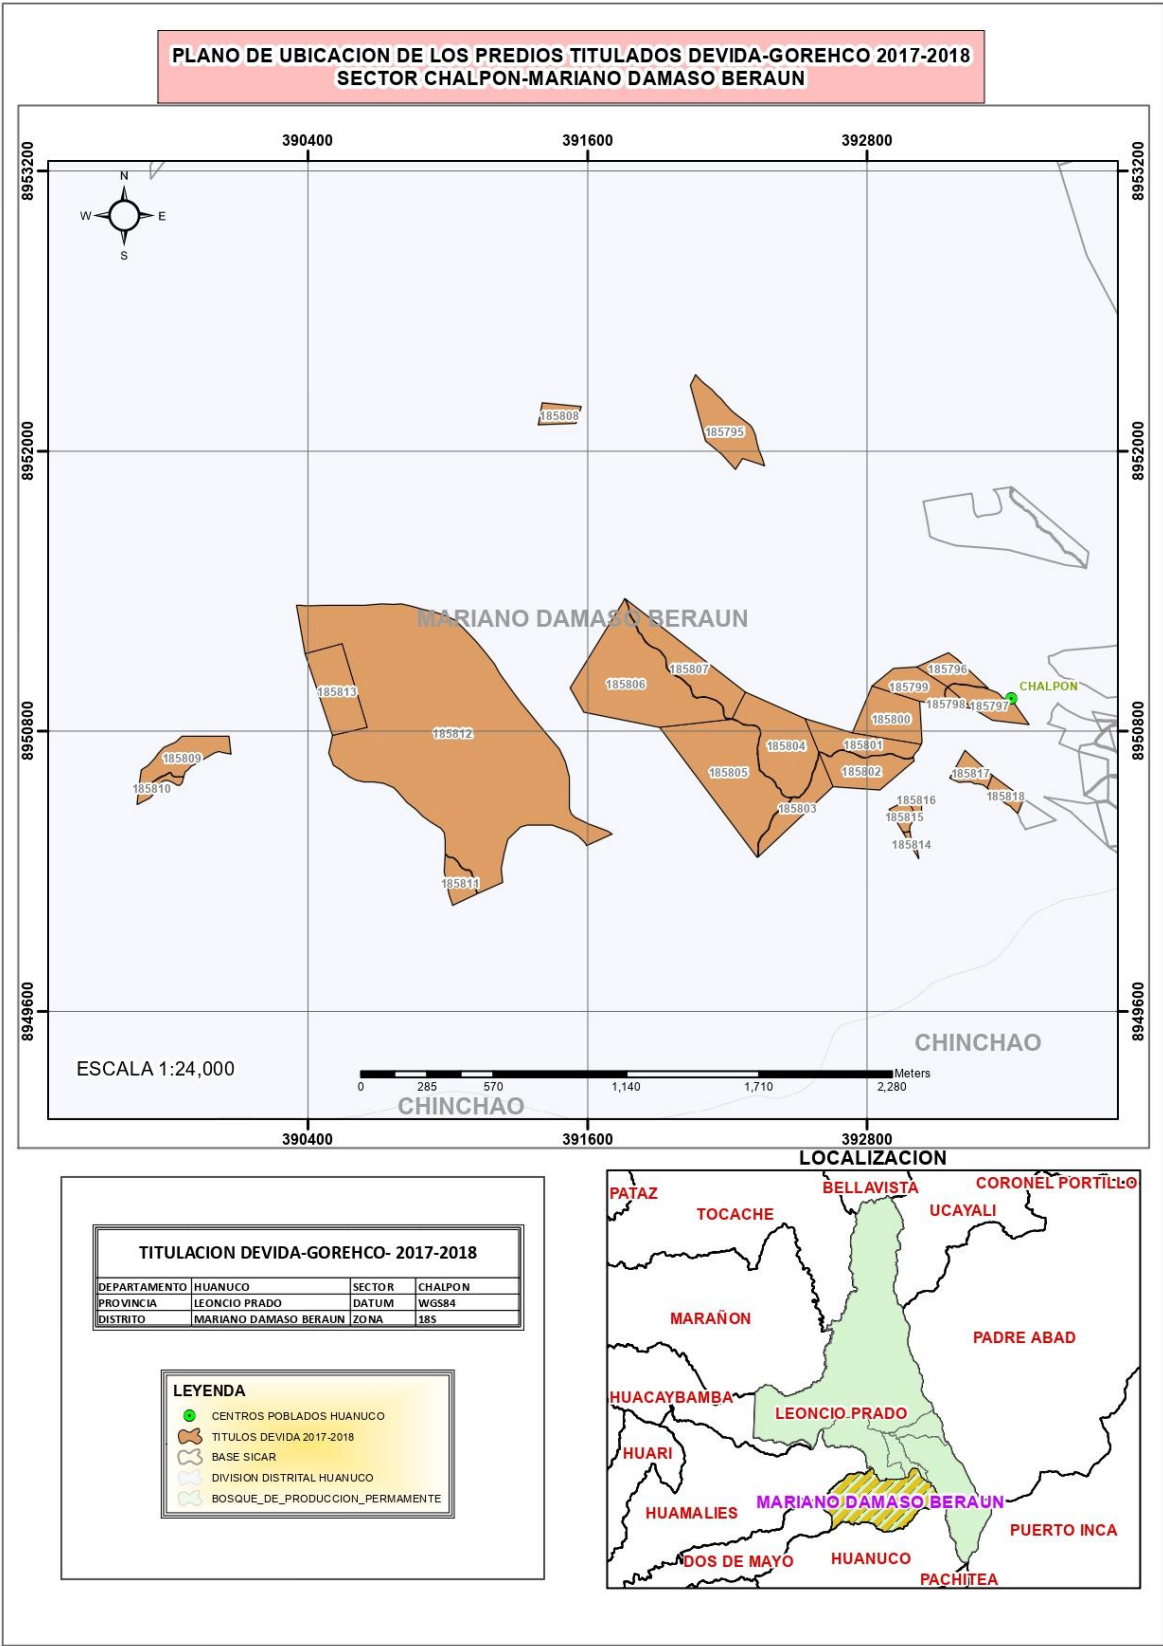 PLANO DE UBICACION DE LOS PREDIOS TITULADOS DEVIDA-GOREHCO 2017-2018
SECTOR CHALPON-MARIANO DAMASO BERAUN
390400 391600 392800
8953200 8953200
N
W E
S
185808
185795
8952000 8952000
MARIANO DAMASO BERAUN
185807
185806
185796
185799
CHALPON
185813
185798 185797
185800
8950800 8950800
185812
185804 185801
185809
185805 185802
185817
185810
185818
185816
185803
185815
185814
185811
8949600 8949600
CHINCHAO
ESCALA 1:24,000
Meters
0 285 570 1,140 1,710 2,280
CHINCHAO
390400 391600 392800
LOCALIZACION
PATAZ
BELLAVISTA
CORONEL PORTILLO
TOCACHE
UCAYALI
MARAÑON
PADRE ABAD
HUACAYBAMBA
LEONCIO PRADO
HUARI
MARIANO DAMASO BERAUN
HUAMALIES
PUERTO INCA
DOS DE MAYO
HUANUCO
PACHITEA
TITULACION DEVIDA-GOREHCO- 2017-2018
DEPARTAMENTO HUANUCO SECTOR CHALPON
PROVINCIA LEONCIO PRADO DATUM WGS84
DISTRITO MARIANO DAMASO BERAUN ZONA 18S
LEYENDA
CENTROS POBLADOS HUANUCO
TITULOS DEVIDA 2017-2018
BASE SICAR
DIVISION DISTRITAL HUANUCO
BOSQUE_DE_PRODUCCION_PERMAMENTE